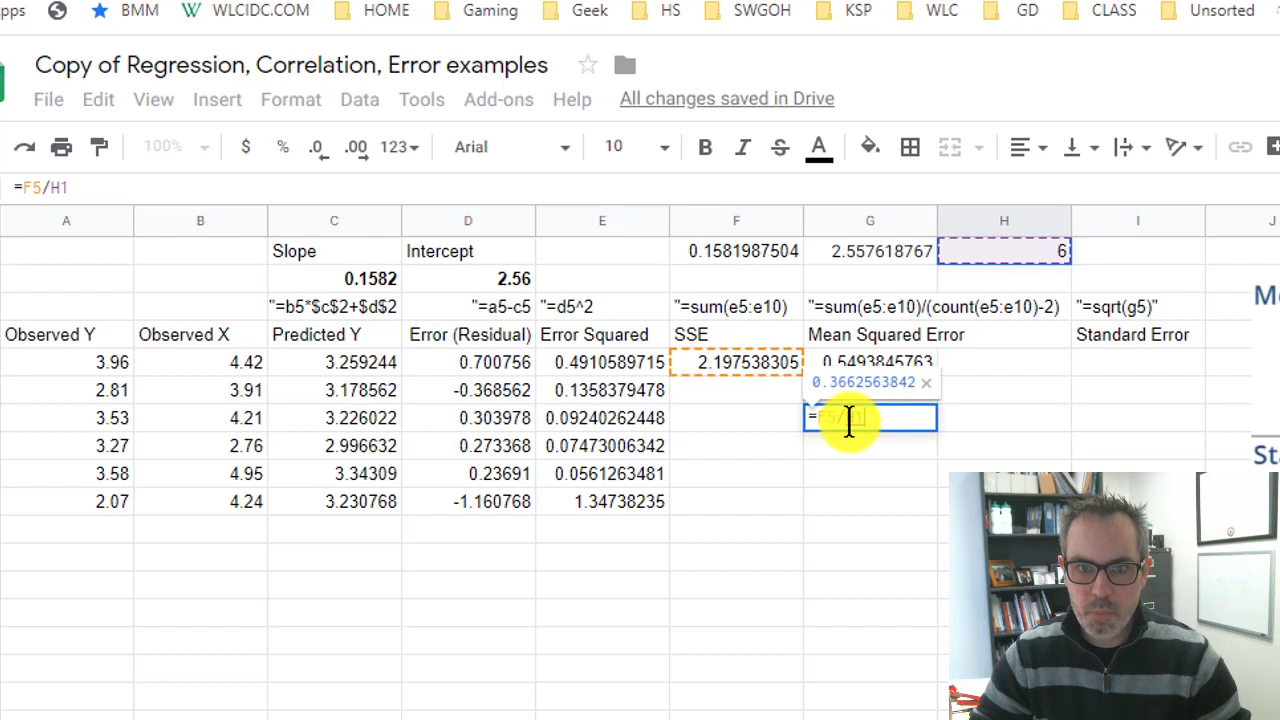 pps BMM WLCIDC.COM HOME Gaming Geek HS SWGOH KSP WLC GD CLASS Unsorted
Copy of Regression, Correlation, Error examples
File Edit View Insert Format Data Tools Add-ons Help All changes saved in Drive
100% $ % .0 .00 123 Arial 10 B I S A
=F5/H1
A B C D E F G H I J
Slope Intercept 0.1581987504 2.557618767 6
0.1582 2.56
"=b5*$c$2+$d$2 "=a5-c5 "=d5^2 "=sum(e5:e10) "=sum(e5:e10)/(count(e5:e10)-2) "=sqrt(g5)"
Observed Y Observed X Predicted Y Error (Residual) Error Squared SSE Mean Squared Error Standard Error
3.96 4.42 3.259244 0.700756 0.4910589715 2.197538305 0.5493845763
2.81 3.91 3.178562 -0.368562 0.1358379478 0.3662563842 ×
3.53 4.21 3.226022 0.303978 0.09240262448 =F5/H1
3.27 2.76 2.996632 0.273368 0.07473006342
3.58 4.95 3.34309 0.23691 0.0561263481
2.07 4.24 3.230768 -1.160768 1.34738235